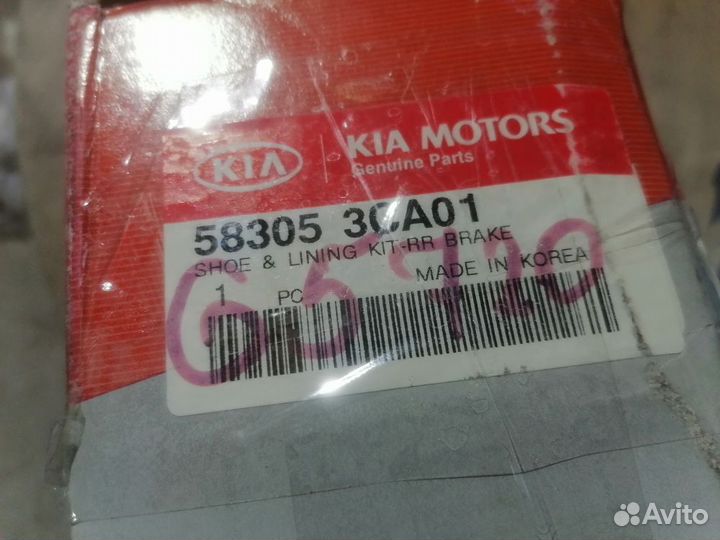 KIA
KIA MOTORS
Genuine Parts
58305 3CA01
SHOE & LINING KIT-RR BRAKE
MADE IN KOREA
1 PC
Avito